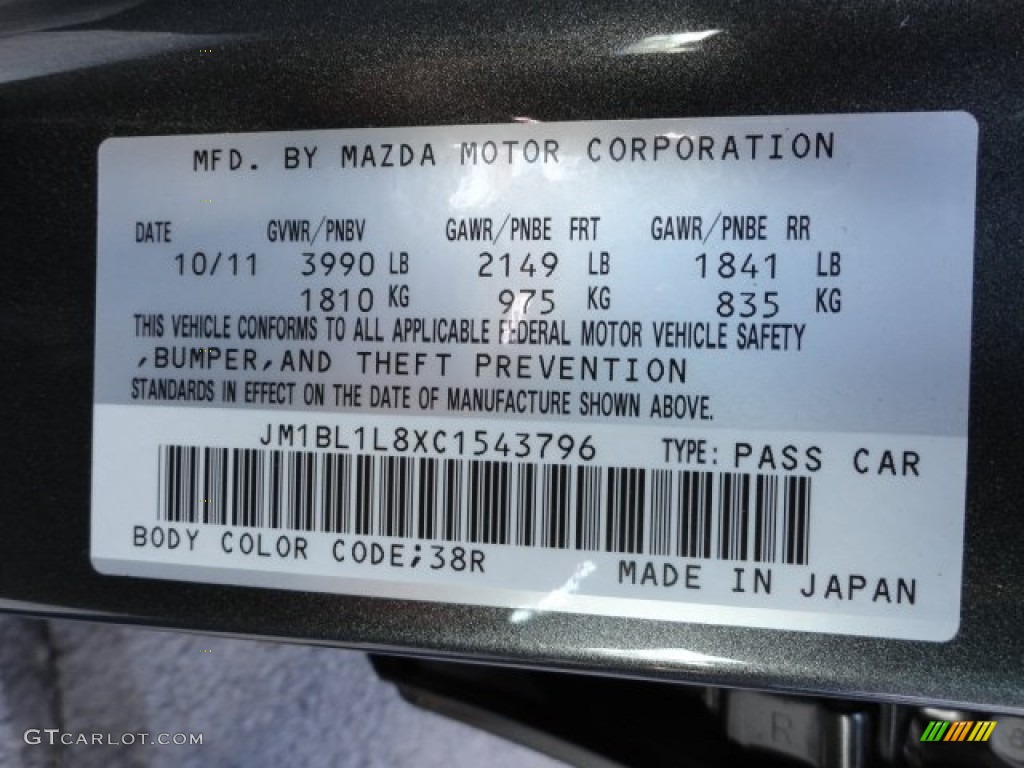 MFD. BY MAZDA MOTOR CORPORATION
DATE GVWR/PNBV GAWR/PNBE FRT GAWR/PNBE RR
10/11 3990 LB 2149 LB 1841 LB
1810 KG 975 KG 835 KG
THIS VEHICLE CONFORMS TO ALL APPLICABLE FEDERAL MOTOR VEHICLE SAFETY
,BUMPER,AND THEFT PREVENTION
STANDARDS IN EFFECT ON THE DATE OF MANUFACTURE SHOWN ABOVE.
JM1BL1L8XC1543796 TYPE: PASS CAR
BODY COLOR CODE;38R
MADE IN JAPAN
R
GTCARLOT.COM